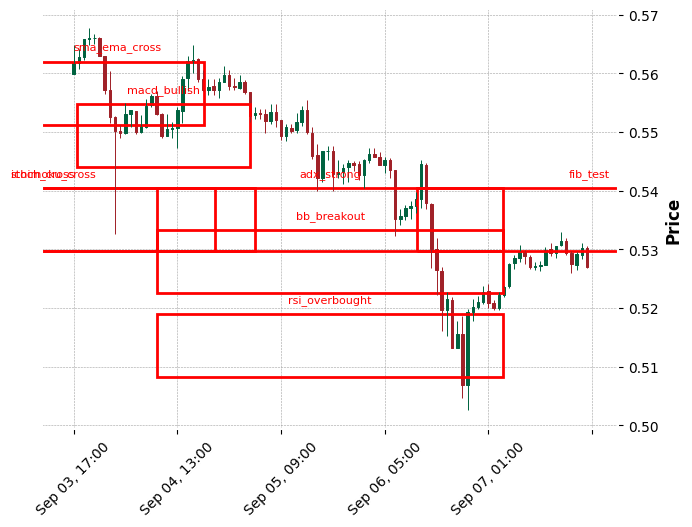 0.57
sma_ema_cross
0.56
macd_bullish
0.55
adx_strong
fib_test
0.54
bb_breakout
0.53
rsi_overbought
0.52
0.51
0.50
Price
Sep 03, 17:00
Sep 04, 13:00
Sep 05, 09:00
Sep 06, 05:00
Sep 07, 01:00